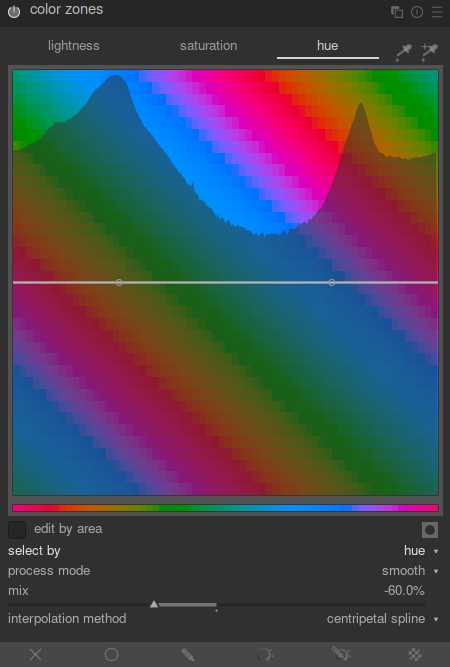 color zones
lightness saturation hue
edit by area
select by hue
process mode smooth
mix -60.0%
interpolation method centripetal spline